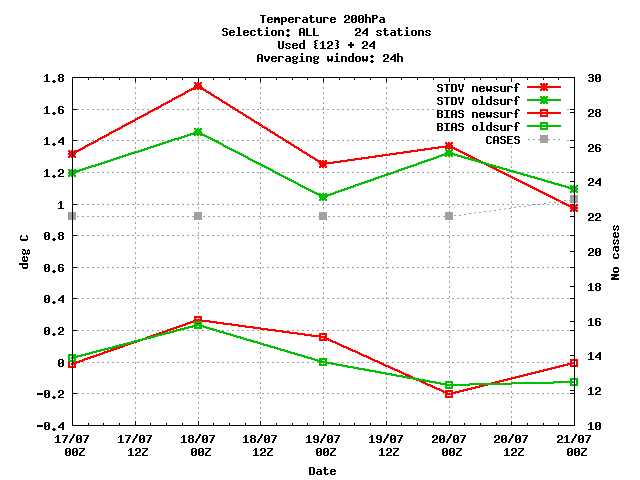 Temperature 200hPa
Selection: ALL 24 stations
Used {12} + 24
Averaging window: 24h
STDV newsurf
STDV oldsurf
BIAS newsurf
BIAS oldsurf
CASES
1.8
1.6
1.4
1.2
1
0.8
0.6
0.4
0.2
0
-0.2
-0.4
deg C
30
28
26
24
22
20
18
16
14
12
10
No cases
17/07 17/07 18/07 18/07 19/07 19/07 20/07 20/07 21/07
00Z 12Z 00Z 12Z 00Z 12Z 00Z 12Z 00Z
Date